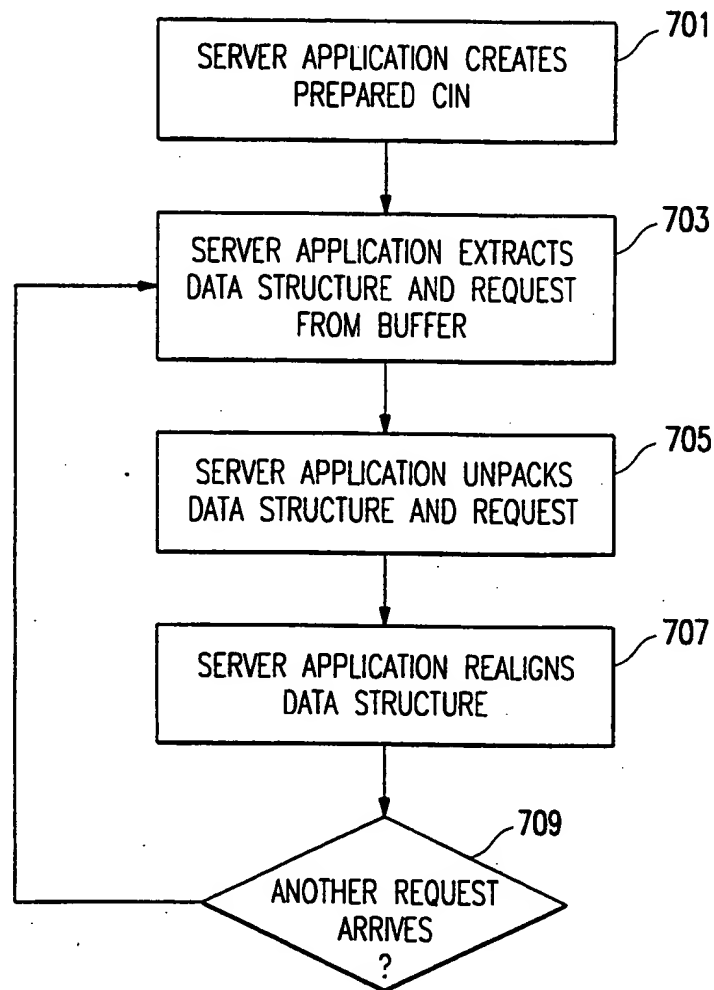 701
SERVER APPLICATION CREATES
PREPARED CIN
703
SERVER APPLICATION EXTRACTS
DATA STRUCTURE AND REQUEST
FROM BUFFER
705
SERVER APPLICATION UNPACKS
DATA STRUCTURE AND REQUEST
707
SERVER APPLICATION REALIGNS
DATA STRUCTURE
709
ANOTHER REQUEST
ARRIVES
?